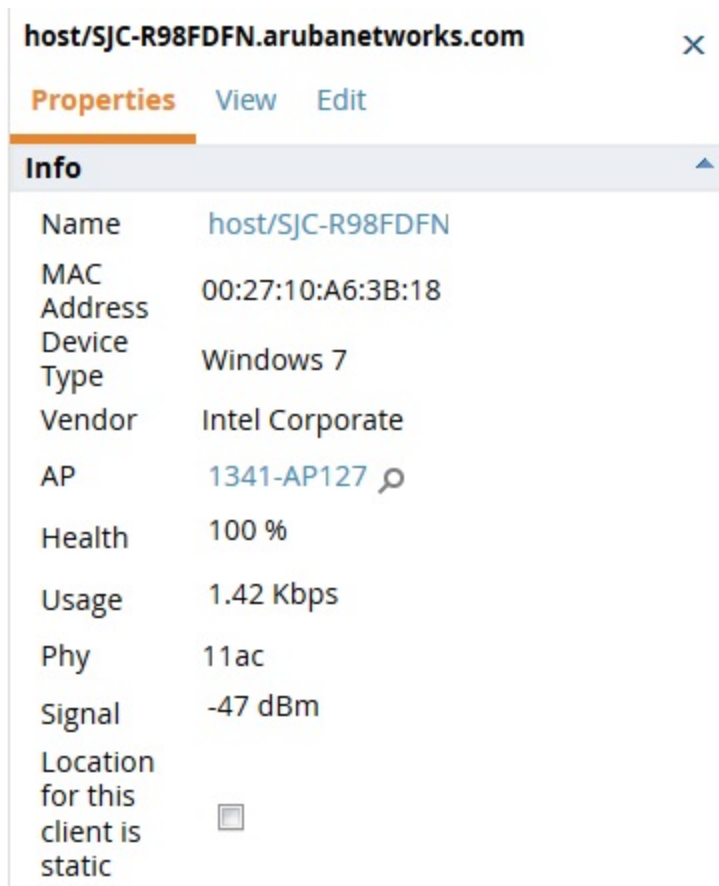 host/SJC-R98FDFN.arubanetworks.com
Properties View Edit
Info
Name host/SJC-R98FDFN
MAC
Address 00:27:10:A6:3B:18
Device
Type Windows 7
Vendor Intel Corporate
AP 1341-AP127
Health 100 %
Usage 1.42 Kbps
Phy 11ac
Signal -47 dBm
Location
for this
client is
static